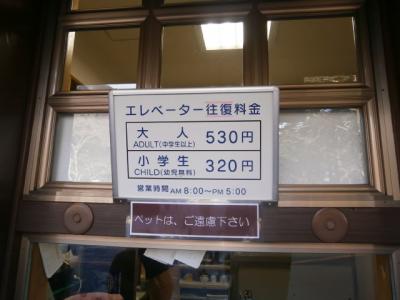 エレベーター往復料金
大人 530円
ADULT(中学生以上)
小学生 320円
CHILD(幼児無料)
営業時間 AM 8:00〜PM 5:00
ペットは、ご遠慮下さい